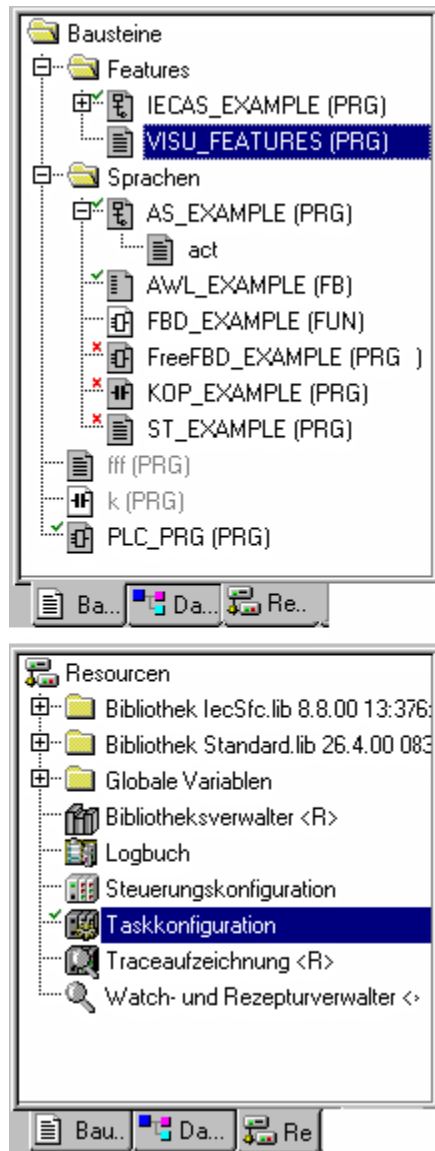 Bausteine
Features
IECAS_EXAMPLE (PRG)
VISU_FEATURES (PRG)
Sprachen
AS_EXAMPLE (PRG)
act
AWL_EXAMPLE (FB)
FBD_EXAMPLE (FUN)
FreeFBD_EXAMPLE (PRG )
KOP_EXAMPLE (PRG)
ST_EXAMPLE (PRG)
fff (PRG)
k (PRG)
PLC_PRG (PRG)
Ba... Da... Re..
Resourcen
Bibliothek IecSfc.lib 8.8.00 13:376:
Bibliothek Standard.lib 26.4.00 083
Globale Variablen
Bibliotheksverwalter <R>
Logbuch
Steuerungskonfiguration
Taskkonfiguration
Traceaufzeichnung <R>
Watch- und Rezepturverwalter <>
Bau.. Da... Re